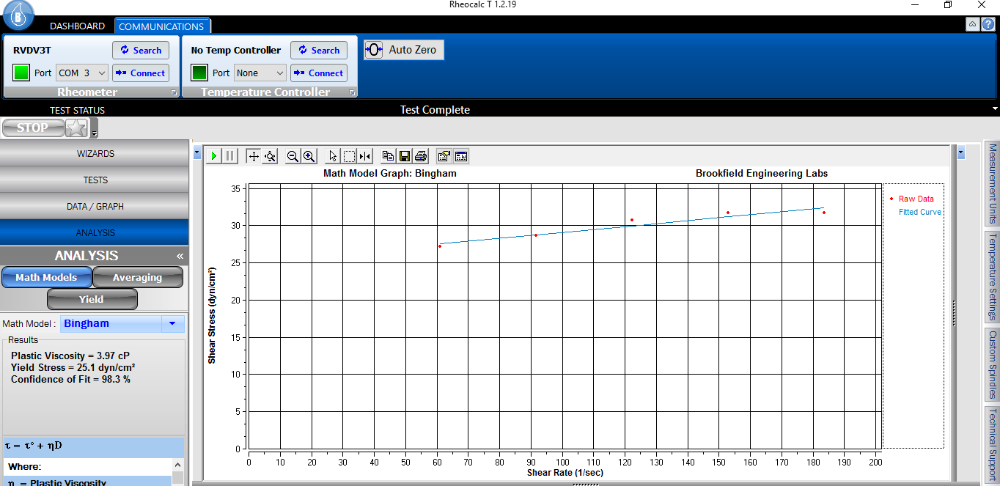 Rheocalc T 1.2.19
B
DASHBOARD
COMMUNICATIONS
?
RVDV3T
Search
Port
COM 3
Connect
Rheometer
No Temp Controller
Search
Port
None
Connect
Temperature Controller
0
Auto Zero
TEST STATUS
Test Complete
STOP
WIZARDS
TESTS
DATA / GRAPH
ANALYSIS
ANALYSIS
«
Math Models
Averaging
Yield
Math Model :
Bingham
Results
Plastic Viscosity = 3.97 cP
Yield Stress = 25.1 dyn/cm²
Confidence of Fit = 98.3 %
τ = τ° + ηD
Where:
η = Plastic Viscosity
Math Model Graph: Bingham
Brookfield Engineering Labs
Shear Stress (dyn/cm²)
35
30
25
20
15
10
5
0
0 10 20 30 40 50 60 70 80 90 100 110 120 130 140 150 160 170 180 190 200
Shear Rate (1/sec)
Raw Data
Fitted Curve
Measurement Units
Temperature Settings
Custom Spindles
Technical Support